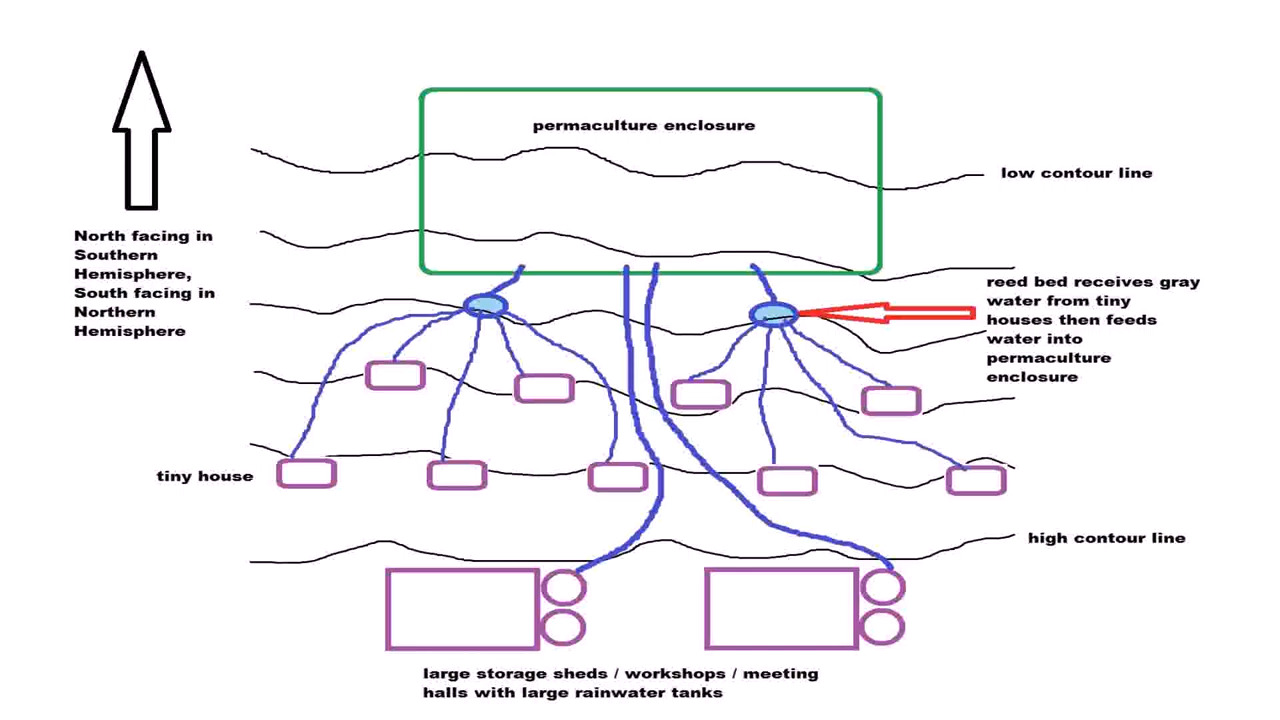 permaculture enclosure
low contour line
North facing in
Southern
Hemisphere,
South facing in
Northern
Hemisphere
reed bed receives gray
water from tiny
houses then feeds
water into
permaculture
enclosure
tiny house
high contour line
large storage sheds / workshops / meeting
halls with large rainwater tanks